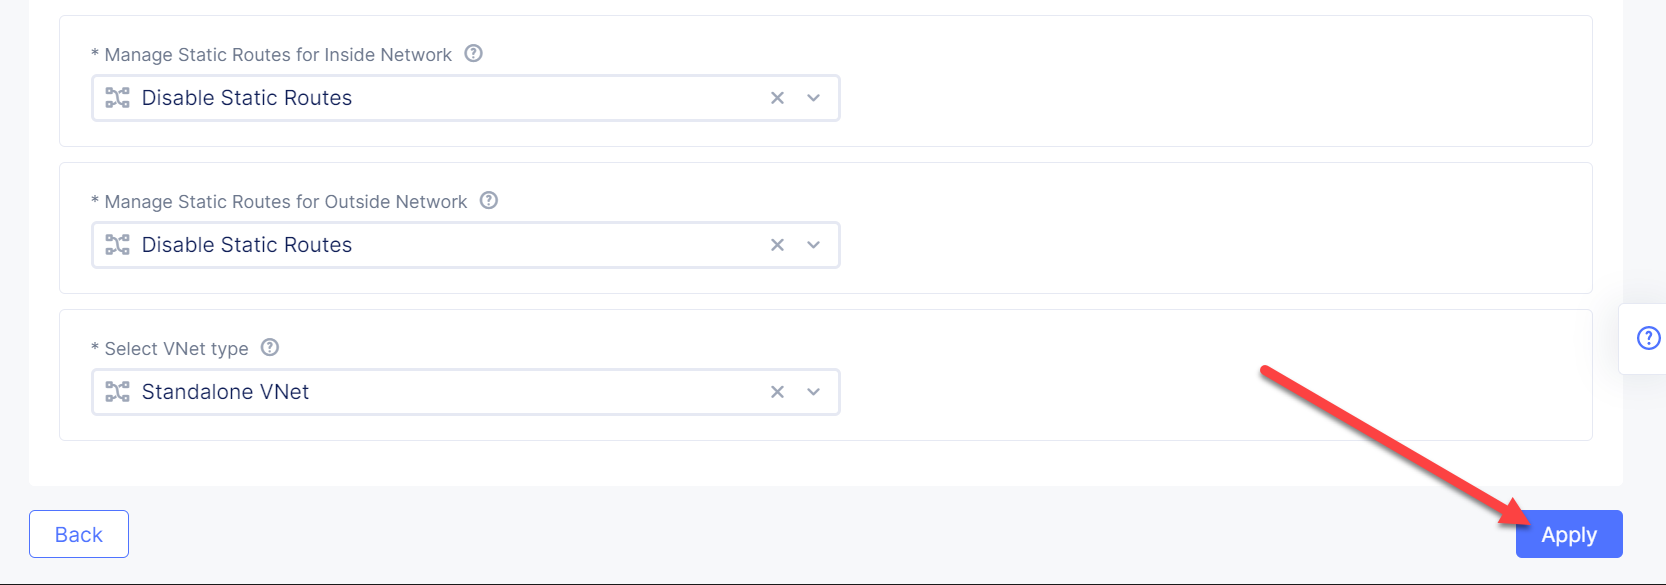 * Manage Static Routes for Inside Network
Disable Static Routes
* Manage Static Routes for Outside Network
Disable Static Routes
* Select VNet type
Standalone VNet
Back
Apply